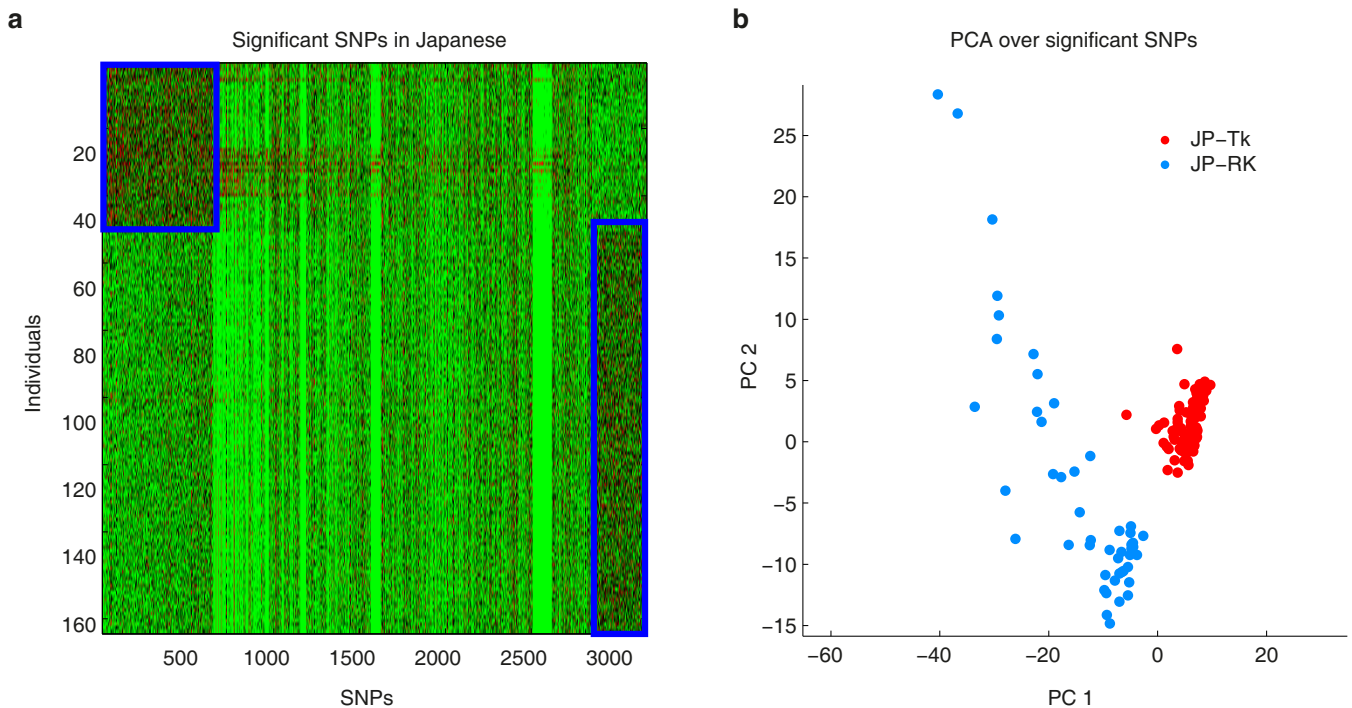 a
Significant SNPs in Japanese
Individuals
20
40
60
80
100
120
140
160
500 1000 1500 2000 2500 3000
SNPs
b
PCA over significant SNPs
JP−Tk
JP−RK
PC 2
25
20
15
10
5
0
−5
−10
−15
−60 −40 −20 0 20
PC 1